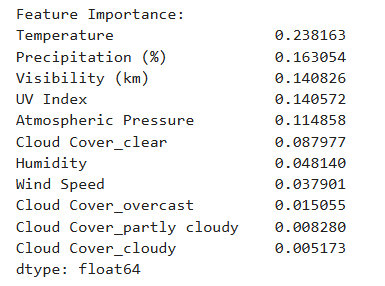 Feature Importance:
Temperature 0.238163
Precipitation (%) 0.163054
Visibility (km) 0.140826
UV Index 0.140572
Atmospheric Pressure 0.114858
Cloud Cover_clear 0.087977
Humidity 0.048140
Wind Speed 0.037901
Cloud Cover_overcast 0.015055
Cloud Cover_partly cloudy 0.008280
Cloud Cover_cloudy 0.005173
dtype: float64